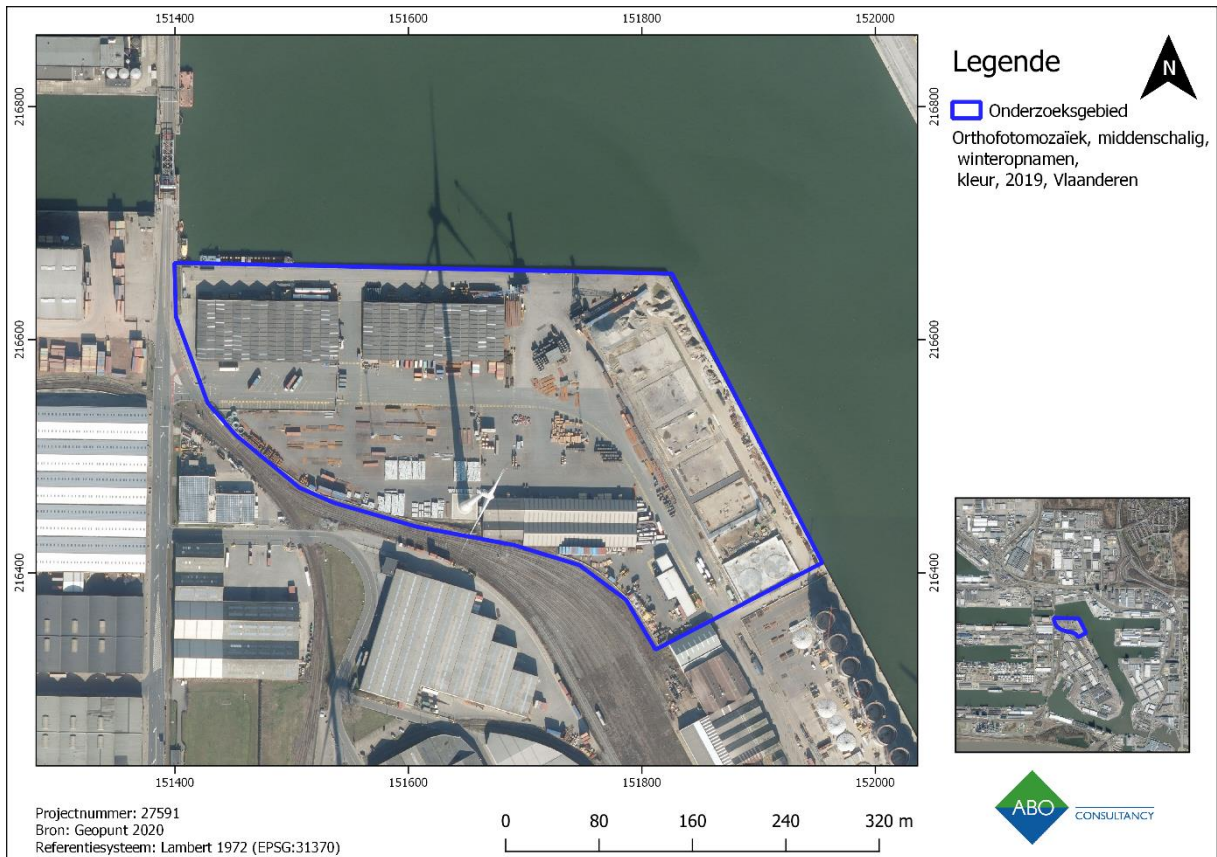 151400 151600 151800 152000
216800
216600
216400
216800
216600
216400
151400 151600 151800 152000
Legende
N
Onderzoeksgebied
Orthofotomozaïek, middenschalig,
winteropnamen,
kleur, 2019, Vlaanderen
Projectnummer: 27591
Bron: Geopunt 2020
Referentiesysteem: Lambert 1972 (EPSG:31370)
0 80 160 240 320 m
ABO
CONSULTANCY